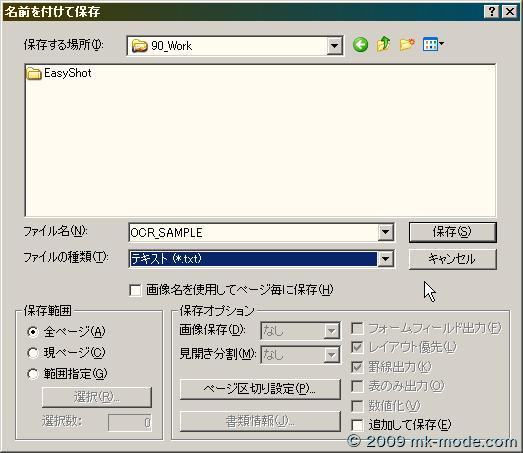 名前を付けて保存
保存する場所(I):
90_Work
EasyShot
ファイル名(N):
OCR_SAMPLE
保存(S)
ファイルの種類(T):
テキスト (*.txt)
キャンセル
画像名を使用してページ毎に保存(H)
保存範囲
全ページ(A)
現ページ(C)
範囲指定(G)
選択(R)...
選択数:
0
保存オプション
画像保存(D):
なし
見開き分割(M):
なし
ページ区切り設定(P)...
書類情報(J)...
フォームフィールド出力(F)
レイアウト優先(L)
罫線出力(K)
表のみ出力(O)
数値化(V)
追加して保存(E)
© 2009 mk-mode.com